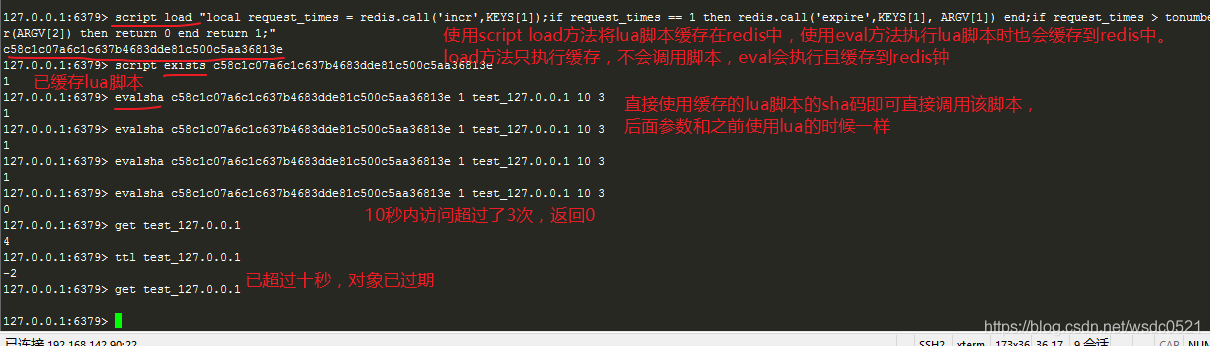 127.0.0.1:6379> script load "local request_times = redis.call('incr',KEYS[1]);if request_times == 1 then redis.call('expire',KEYS[1], ARGV[1]) end;if request_times > tonumbe
r(ARGV[2]) then return 0 end return 1;"
使用script load方法将lua脚本缓存在redis中，使用eval方法执行lua脚本时也会缓存到redis中。
c58c1c07a6c1c637b4683dde81c500c5aa36813e
load方法只执行缓存，不会调用脚本，eval会执行且缓存到redis钟
127.0.0.1:6379> script exists c58c1c07a6c1c637b4683dde81c500c5aa36813e
1
已缓存lua脚本
127.0.0.1:6379> evalsha c58c1c07a6c1c637b4683dde81c500c5aa36813e 1 test_127.0.0.1 10 3
直接使用缓存的lua脚本的sha码即可直接调用该脚本，
1
后面参数和之前使用lua的时候一样
127.0.0.1:6379> evalsha c58c1c07a6c1c637b4683dde81c500c5aa36813e 1 test_127.0.0.1 10 3
1
127.0.0.1:6379> evalsha c58c1c07a6c1c637b4683dde81c500c5aa36813e 1 test_127.0.0.1 10 3
1
127.0.0.1:6379> evalsha c58c1c07a6c1c637b4683dde81c500c5aa36813e 1 test_127.0.0.1 10 3
0
10秒内访问超过了3次，返回0
127.0.0.1:6379> get test_127.0.0.1
4
127.0.0.1:6379> ttl test_127.0.0.1
-2
已超过十秒，对象已过期
127.0.0.1:6379> get test_127.0.0.1
127.0.0.1:6379>
https://blog.csdn.net/wsdc0521
已连接 192.168.142.90:22 SSH2 xterm 173x36 36,17 9 会话 CAP NUM